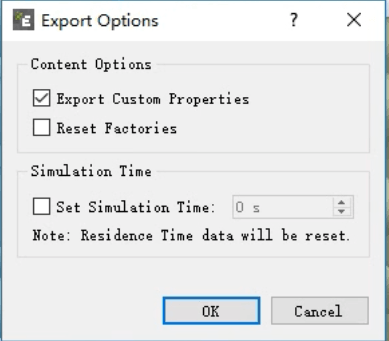 Export Options
Content Options
Export Custom Properties
Reset Factories
Simulation Time
Set Simulation Time: 0 s
Note: Residence Time data will be reset.
OK Cancel